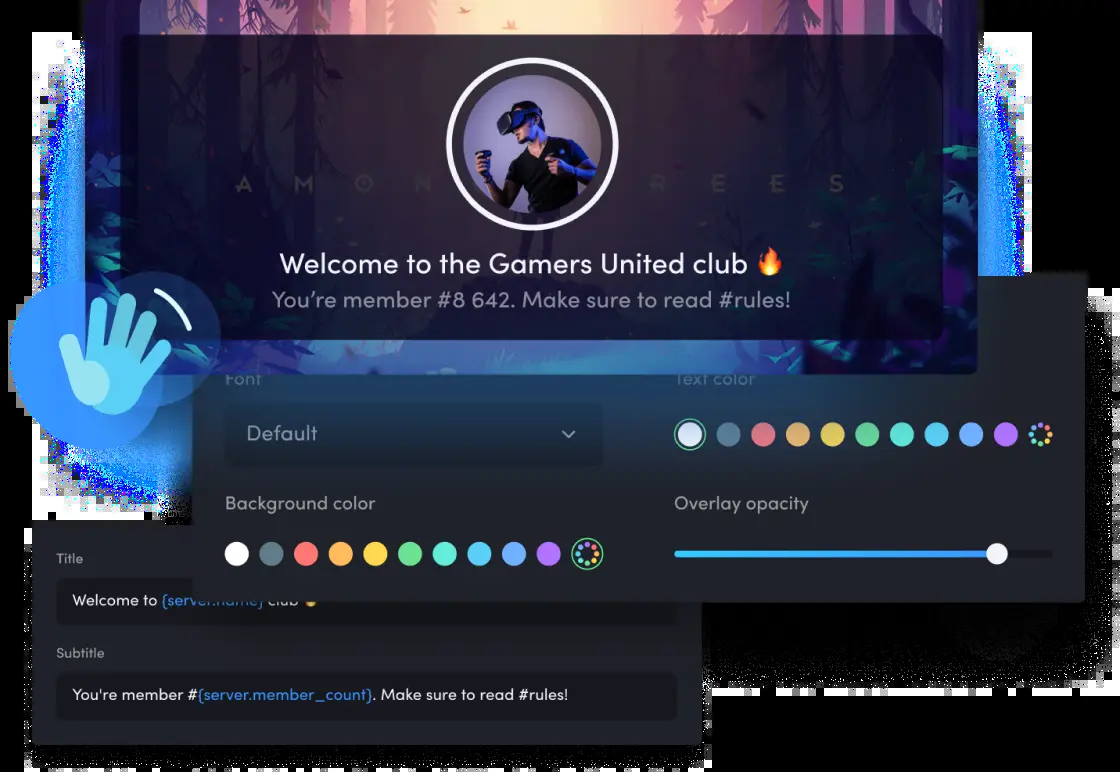 AMON REES
Welcome to the Gamers United club 🔥
You’re member #8 642. Make sure to read #rules!
Font
Text color
Default
Background color
Overlay opacity
Title
Welcome to {server.name} club
Subtitle
You're member #{server.member_count}. Make sure to read #rules!